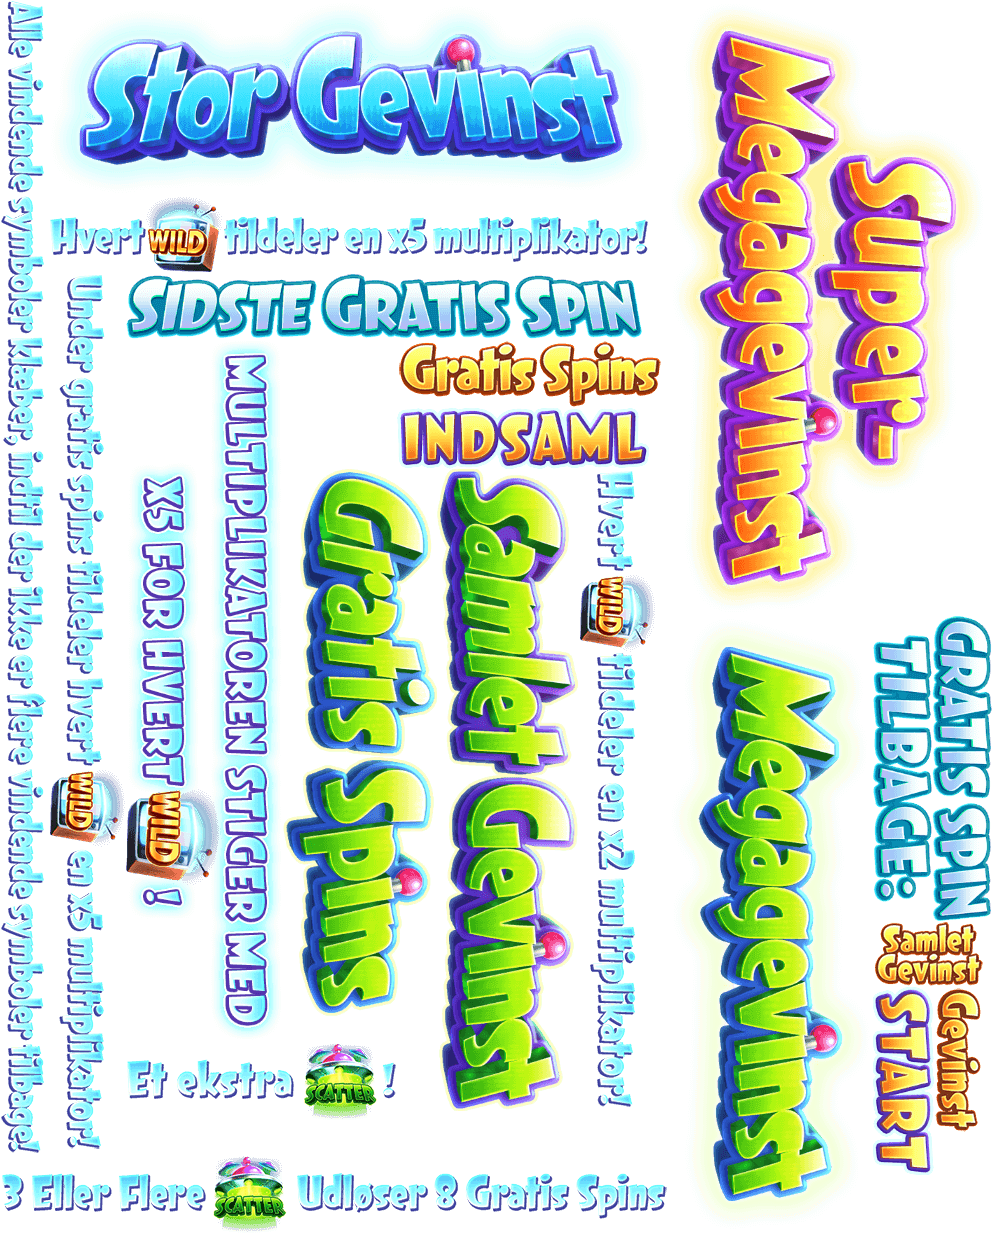 Stor Gevinst
Hvert WILD tildeler en x5 multiplikator!
SIDSTE GRATIS SPIN
Gratis Spins
INDSAML
Alle vindende symboler klæber, indtil der ikke er flere vindende symboler tilbage!
Under gratis spins tildeler hvert WILD en x5 multiplikator!
MULTIPLIKATOREN STIGER MED
X5 FOR HVERT WILD !
Gratis Spins
Samlet Gevinst
Hvert WILD tildeler en x2 multiplikator!
Super-
Megagevinst
Megagevinst
GRATIS SPIN
TILBAGE:
Samlet
Gevinst
Gevinst
START
Et ekstra SCATTER !
3 Eller Flere SCATTER Udløser 8 Gratis Spins